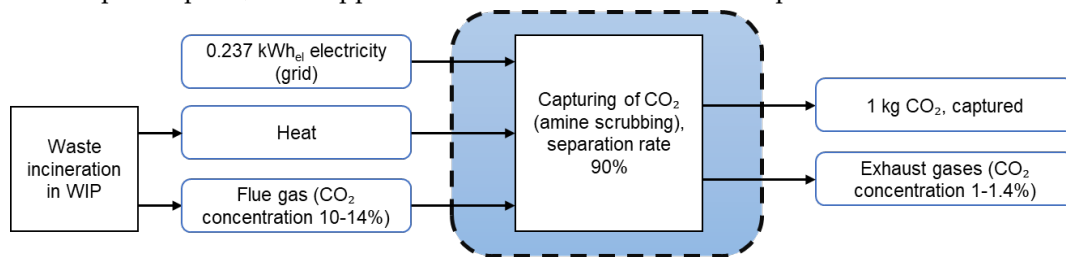 0.237 kWhel electricity
(grid)
Waste
incineration
in WIP
Heat
Flue gas (CO₂
concentration 10-14%)
Capturing of CO₂
(amine scrubbing),
separation rate
90%
1 kg CO₂, captured
Exhaust gases (CO₂
concentration 1-1.4%)